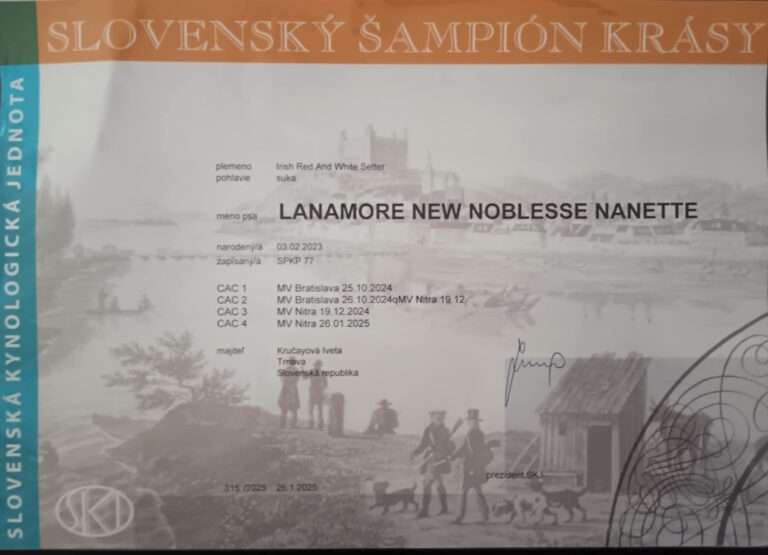 SLOVENSKÝ ŠAMPIÓN KRÁSY
SLOVENSKÁ KYNOLOGICKÁ JEDNOTA
plemeno Irish Red And White Setter
pohlavie suka
meno psa LANAMORE NEW NOBLESSE NANETTE
narodený/á 03.02 2023
zapísaný/á SPKP 77
CAC 1 MV Bratislava 25.10.2024
CAC 2 MV Bratislava 26.10.2024qMV Nitra 19.12/
CAC 3 MV Nitra 19.12.2024
CAC 4 MV Nitra 26.01.2025
majiteľ Kručayová Iveta
Trnava
Slovenská republika
prezident SKJ
315 /2025 26.1.2025
SKJ